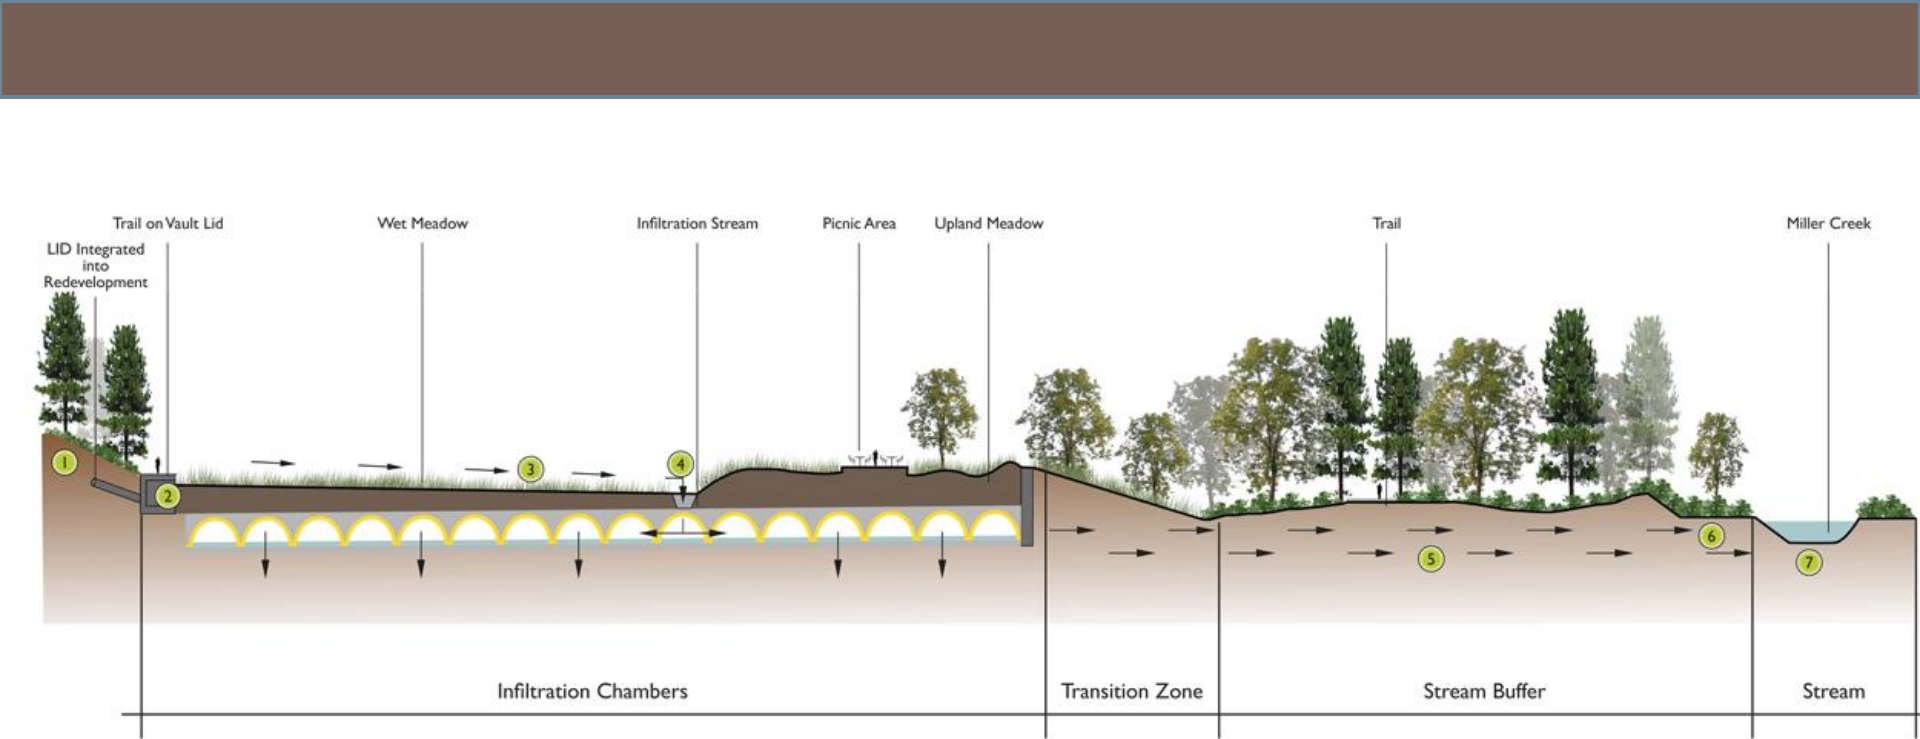 Trail on Vault Lid
Wet Meadow
Infiltration Stream
Picnic Area
Upland Meadow
Trail
Miller Creek
LID Integrated
into
Redevelopment
1
2
3
4
5
6
7
Infiltration Chambers
Transition Zone
Stream Buffer
Stream